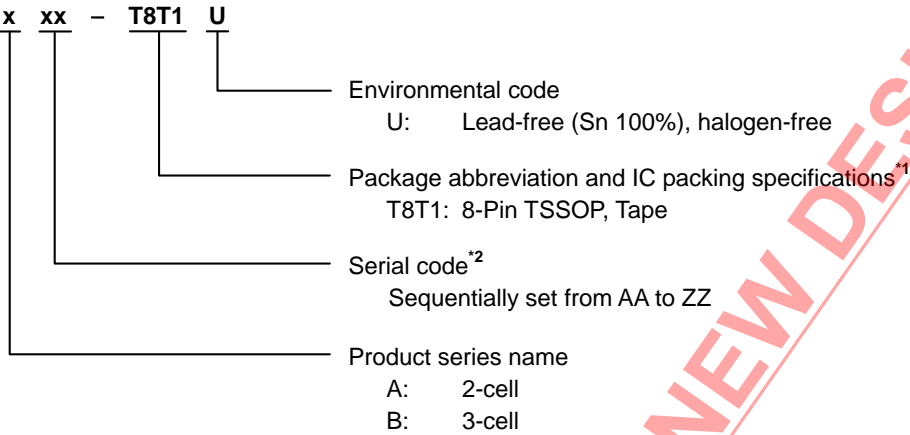 x xx – T8T1 U
Environmental code
U: Lead-free (Sn 100%), halogen-free
Package abbreviation and IC packing specifications*1
T8T1: 8-Pin TSSOP, Tape
Serial code*2
Sequentially set from AA to ZZ
Product series name
A: 2-cell
B: 3-cell
NEW DES